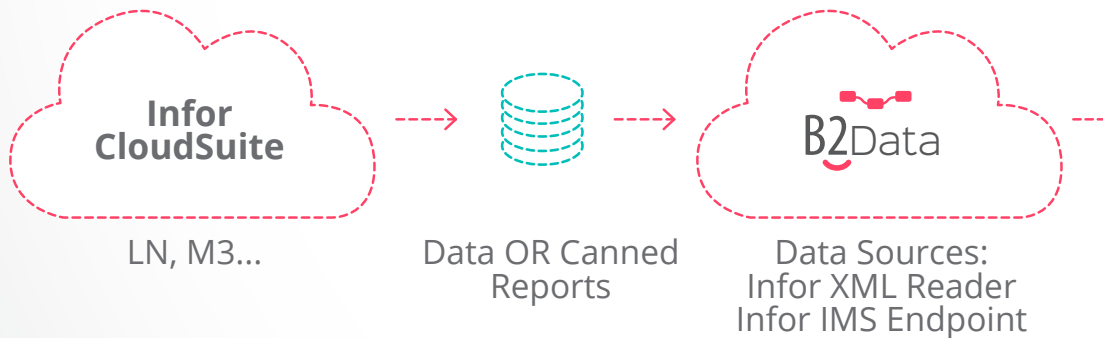 Infor
CloudSuite
B2Data
LN, M3...
Data OR Canned
Reports
Data Sources:
Infor XML Reader
Infor IMS Endpoint